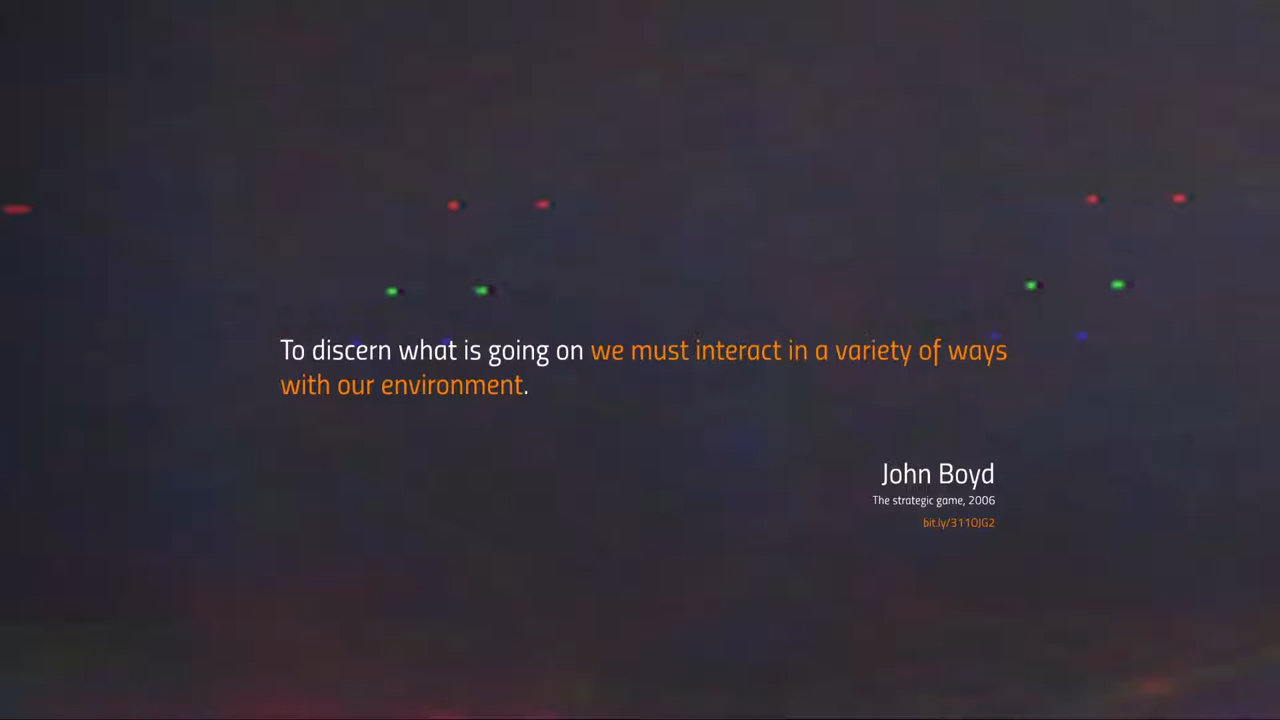 To discern what is going on we must interact in a variety of ways
with our environment.
John Boyd
The strategic game, 2006
bit.ly/311OJG2